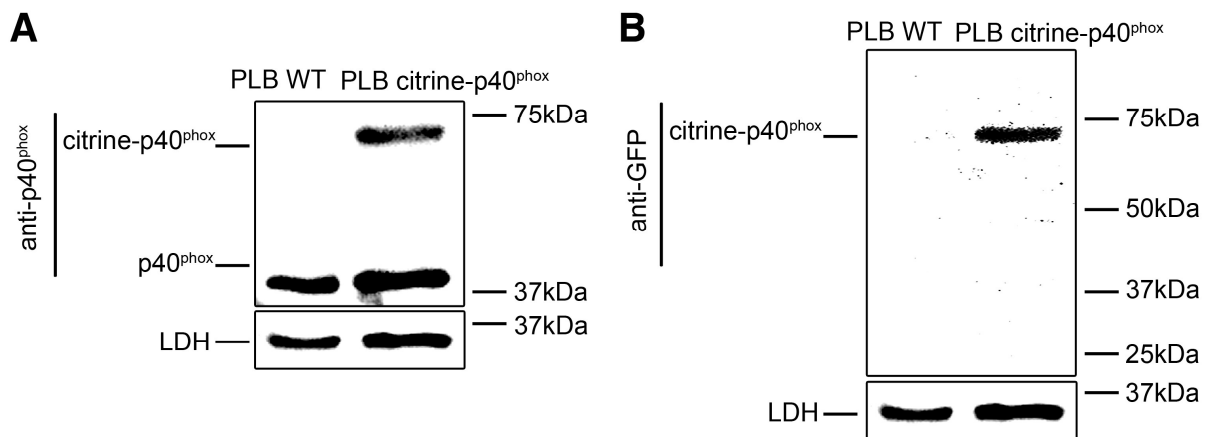 A
PLB WT PLB citrine-p40phox
anti-p40phox
citrine-p40phox
75kDa
p40phox
37kDa
37kDa
LDH
B
PLB WT PLB citrine-p40phox
anti-GFP
citrine-p40phox
75kDa
50kDa
37kDa
25kDa
37kDa
LDH